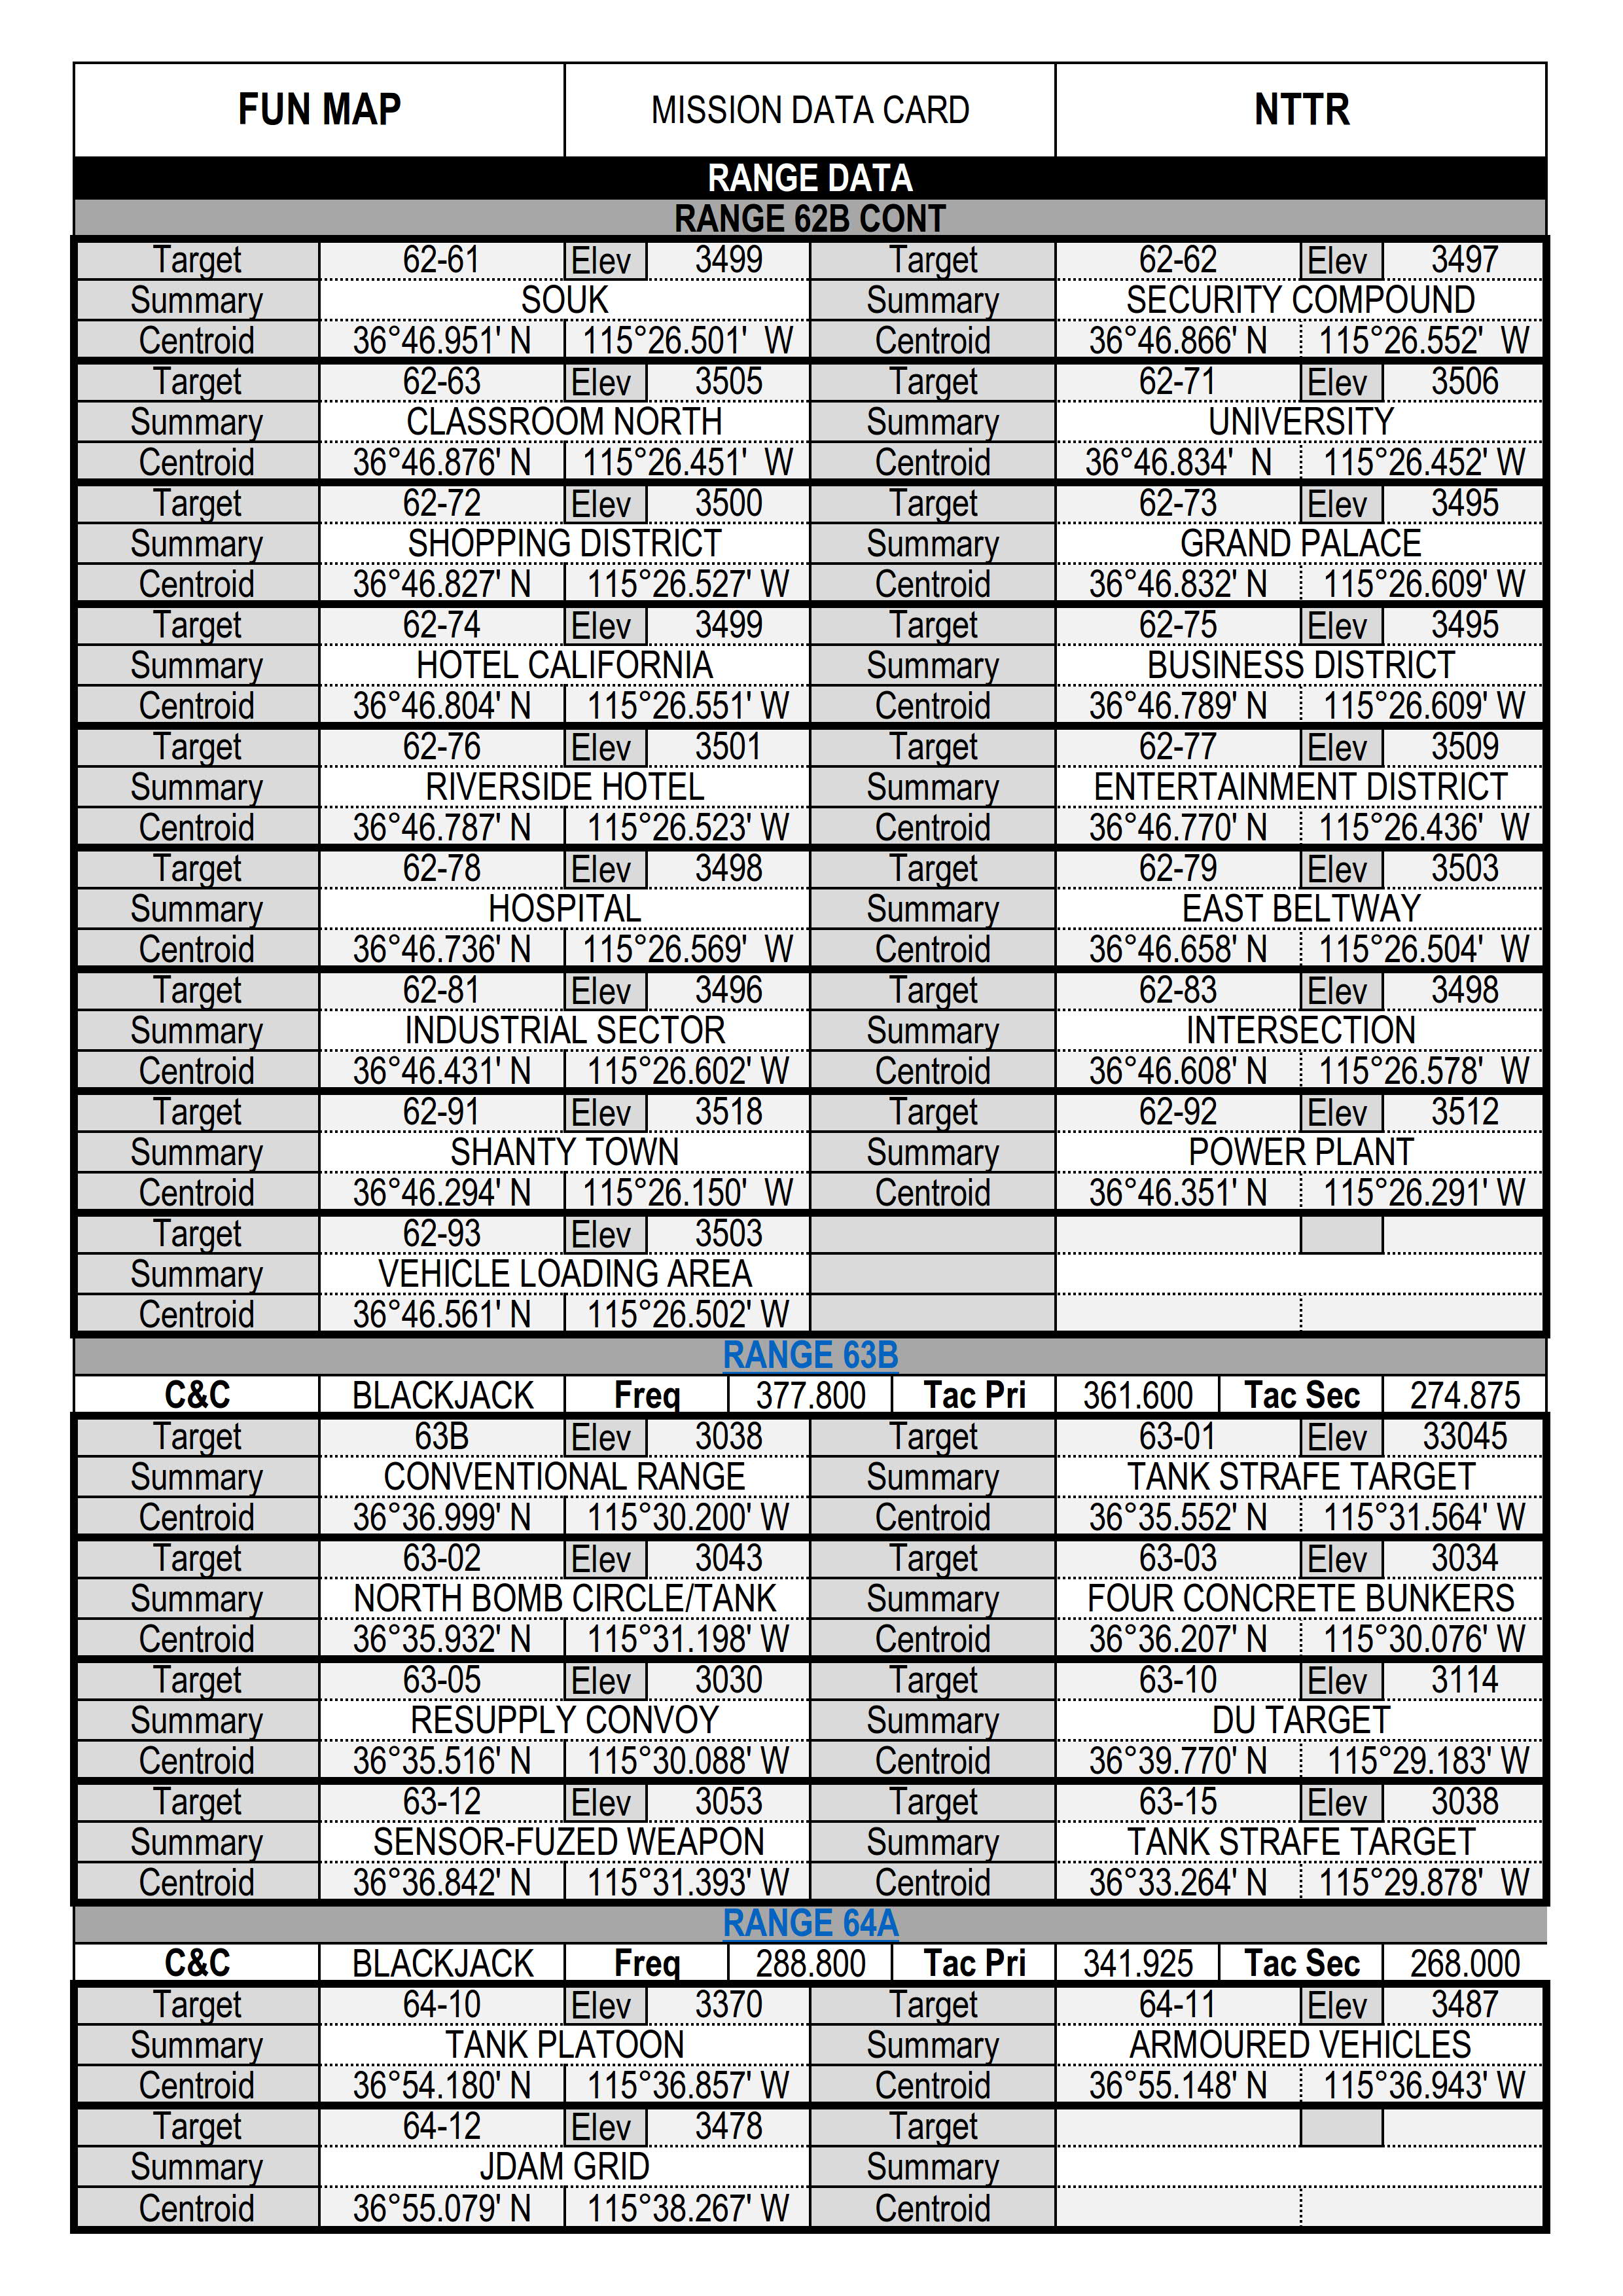 FUN MAP MISSION DATA CARD NTTR
RANGE DATA
RANGE 62B CONT
Target 62-61 Elev 3499 Target 62-62 Elev 3497
Summary SOUK Summary SECURITY COMPOUND
Centroid 36°46.951' N 115°26.501' W Centroid 36°46.866' N 115°26.552' W
Target 62-63 Elev 3505 Target 62-71 Elev 3506
Summary CLASSROOM NORTH Summary UNIVERSITY
Centroid 36°46.876' N 115°26.451' W Centroid 36°46.834' N 115°26.452' W
Target 62-72 Elev 3500 Target 62-73 Elev 3495
Summary SHOPPING DISTRICT Summary GRAND PALACE
Centroid 36°46.827' N 115°26.527' W Centroid 36°46.832' N 115°26.609' W
Target 62-74 Elev 3499 Target 62-75 Elev 3495
Summary HOTEL CALIFORNIA Summary BUSINESS DISTRICT
Centroid 36°46.804' N 115°26.551' W Centroid 36°46.789' N 115°26.609' W
Target 62-76 Elev 3501 Target 62-77 Elev 3509
Summary RIVERSIDE HOTEL Summary ENTERTAINMENT DISTRICT
Centroid 36°46.787' N 115°26.523' W Centroid 36°46.770' N 115°26.436' W
Target 62-78 Elev 3498 Target 62-79 Elev 3503
Summary HOSPITAL Summary EAST BELTWAY
Centroid 36°46.736' N 115°26.569' W Centroid 36°46.658' N 115°26.504' W
Target 62-81 Elev 3496 Target 62-83 Elev 3498
Summary INDUSTRIAL SECTOR Summary INTERSECTION
Centroid 36°46.431' N 115°26.602' W Centroid 36°46.608' N 115°26.578' W
Target 62-91 Elev 3518 Target 62-92 Elev 3512
Summary SHANTY TOWN Summary POWER PLANT
Centroid 36°46.294' N 115°26.150' W Centroid 36°46.351' N 115°26.291' W
Target 62-93 Elev 3503
Summary VEHICLE LOADING AREA
Centroid 36°46.561' N 115°26.502' W
RANGE 63B
C&C BLACKJACK Freq 377.800 Tac Pri 361.600 Tac Sec 274.875
Target 63B Elev 3038 Target 63-01 Elev 33045
Summary CONVENTIONAL RANGE Summary TANK STRAFE TARGET
Centroid 36°36.999' N 115°30.200' W Centroid 36°35.552' N 115°31.564' W
Target 63-02 Elev 3043 Target 63-03 Elev 3034
Summary NORTH BOMB CIRCLE/TANK Summary FOUR CONCRETE BUNKERS
Centroid 36°35.932' N 115°31.198' W Centroid 36°36.207' N 115°30.076' W
Target 63-05 Elev 3030 Target 63-10 Elev 3114
Summary RESUPPLY CONVOY Summary DU TARGET
Centroid 36°35.516' N 115°30.088' W Centroid 36°39.770' N 115°29.183' W
Target 63-12 Elev 3053 Target 63-15 Elev 3038
Summary SENSOR-FUZED WEAPON Summary TANK STRAFE TARGET
Centroid 36°36.842' N 115°31.393' W Centroid 36°33.264' N 115°29.878' W
RANGE 64A
C&C BLACKJACK Freq 288.800 Tac Pri 341.925 Tac Sec 268.000
Target 64-10 Elev 3370 Target 64-11 Elev 3487
Summary TANK PLATOON Summary ARMOURED VEHICLES
Centroid 36°54.180' N 115°36.857' W Centroid 36°55.148' N 115°36.943' W
Target 64-12 Elev 3478 Target
Summary JDAM GRID Summary
Centroid 36°55.079' N 115°38.267' W Centroid